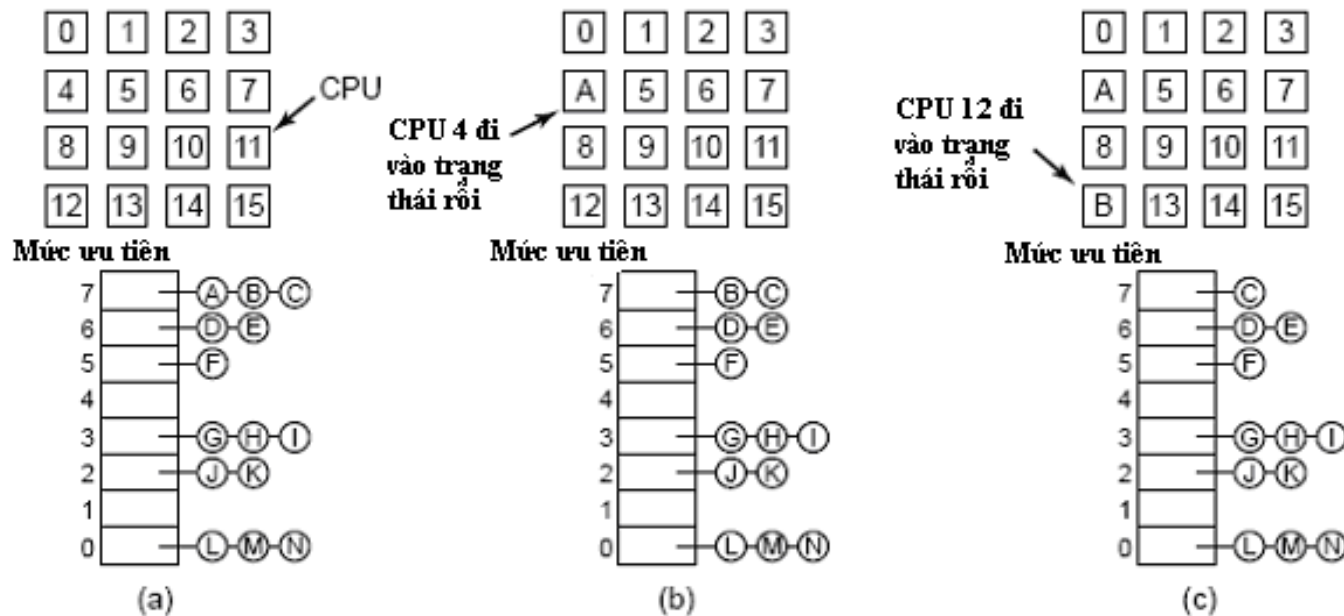 0 1 2 3
4 5 6 7
CPU
8 9 10 11
12 13 14 15
Mức ưu tiên
7 A B C
6 D E
5 F
4
3 G H I
2 J K
1
0 L M N
(a)
0 1 2 3
A 5 6 7
CPU 4 đi
vào trạng
thái rỗi
8 9 10 11
12 13 14 15
Mức ưu tiên
7 B C
6 D E
5 F
4
3 G H I
2 J K
1
0 L M N
(b)
0 1 2 3
A 5 6 7
CPU 12 đi
vào trạng
thái rỗi
8 9 10 11
B 13 14 15
Mức ưu tiên
7 C
6 D E
5 F
4
3 G H I
2 J K
1
0 L M N
(c)